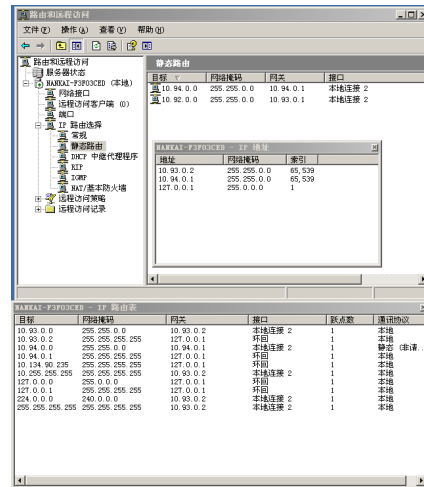 路由和远程访问
文件(F) 操作(A) 查看(V) 帮助(H)
路由和远程访问
服务器状态
NANKAI-F3F03CED (本地)
网络接口
远程访问客户端 (0)
端口
IP 路由选择
常规
静态路由
DHCP 中继代理程序
RIP
IGMP
NAT/基本防火墙
远程访问策略
远程访问记录
静态路由
目标 网络掩码 网关 接口
10.94.0.0 255.255.0.0 10.94.0.1 本地连接 2
10.92.0.0 255.255.0.0 10.93.0.1 本地连接 2
NANKAI-F3F03CED - IP 地址
地址 网络掩码 索引
10.93.0.2 255.255.0.0 65,539
10.94.0.1 255.255.0.0 65,539
127.0.0.1 255.0.0.0 1
NANKAI-F3F03CED - IP 路由表
目标 网络掩码 网关 接口 跃点数 通讯协议
10.93.0.0 255.255.0.0 10.93.0.2 本地连接 2 1 本地
10.93.0.2 255.255.255.255 127.0.0.1 环回 1 本地
10.94.0.0 255.255.0.0 10.94.0.1 本地连接 2 1 静态 (非请..
10.94.0.1 255.255.255.255 127.0.0.1 环回 1 本地
10.134.90.235 255.255.255.255 127.0.0.1 环回 1 本地
10.255.255.255 255.255.255.255 10.93.0.2 本地连接 2 1 本地
127.0.0.0 255.0.0.0 127.0.0.1 环回 1 本地
127.0.0.1 255.255.255.255 127.0.0.1 环回 1 本地
224.0.0.0 240.0.0.0 10.93.0.2 本地连接 2 1 本地
255.255.255.255 255.255.255.255 10.93.0.2 本地连接 2 1 本地